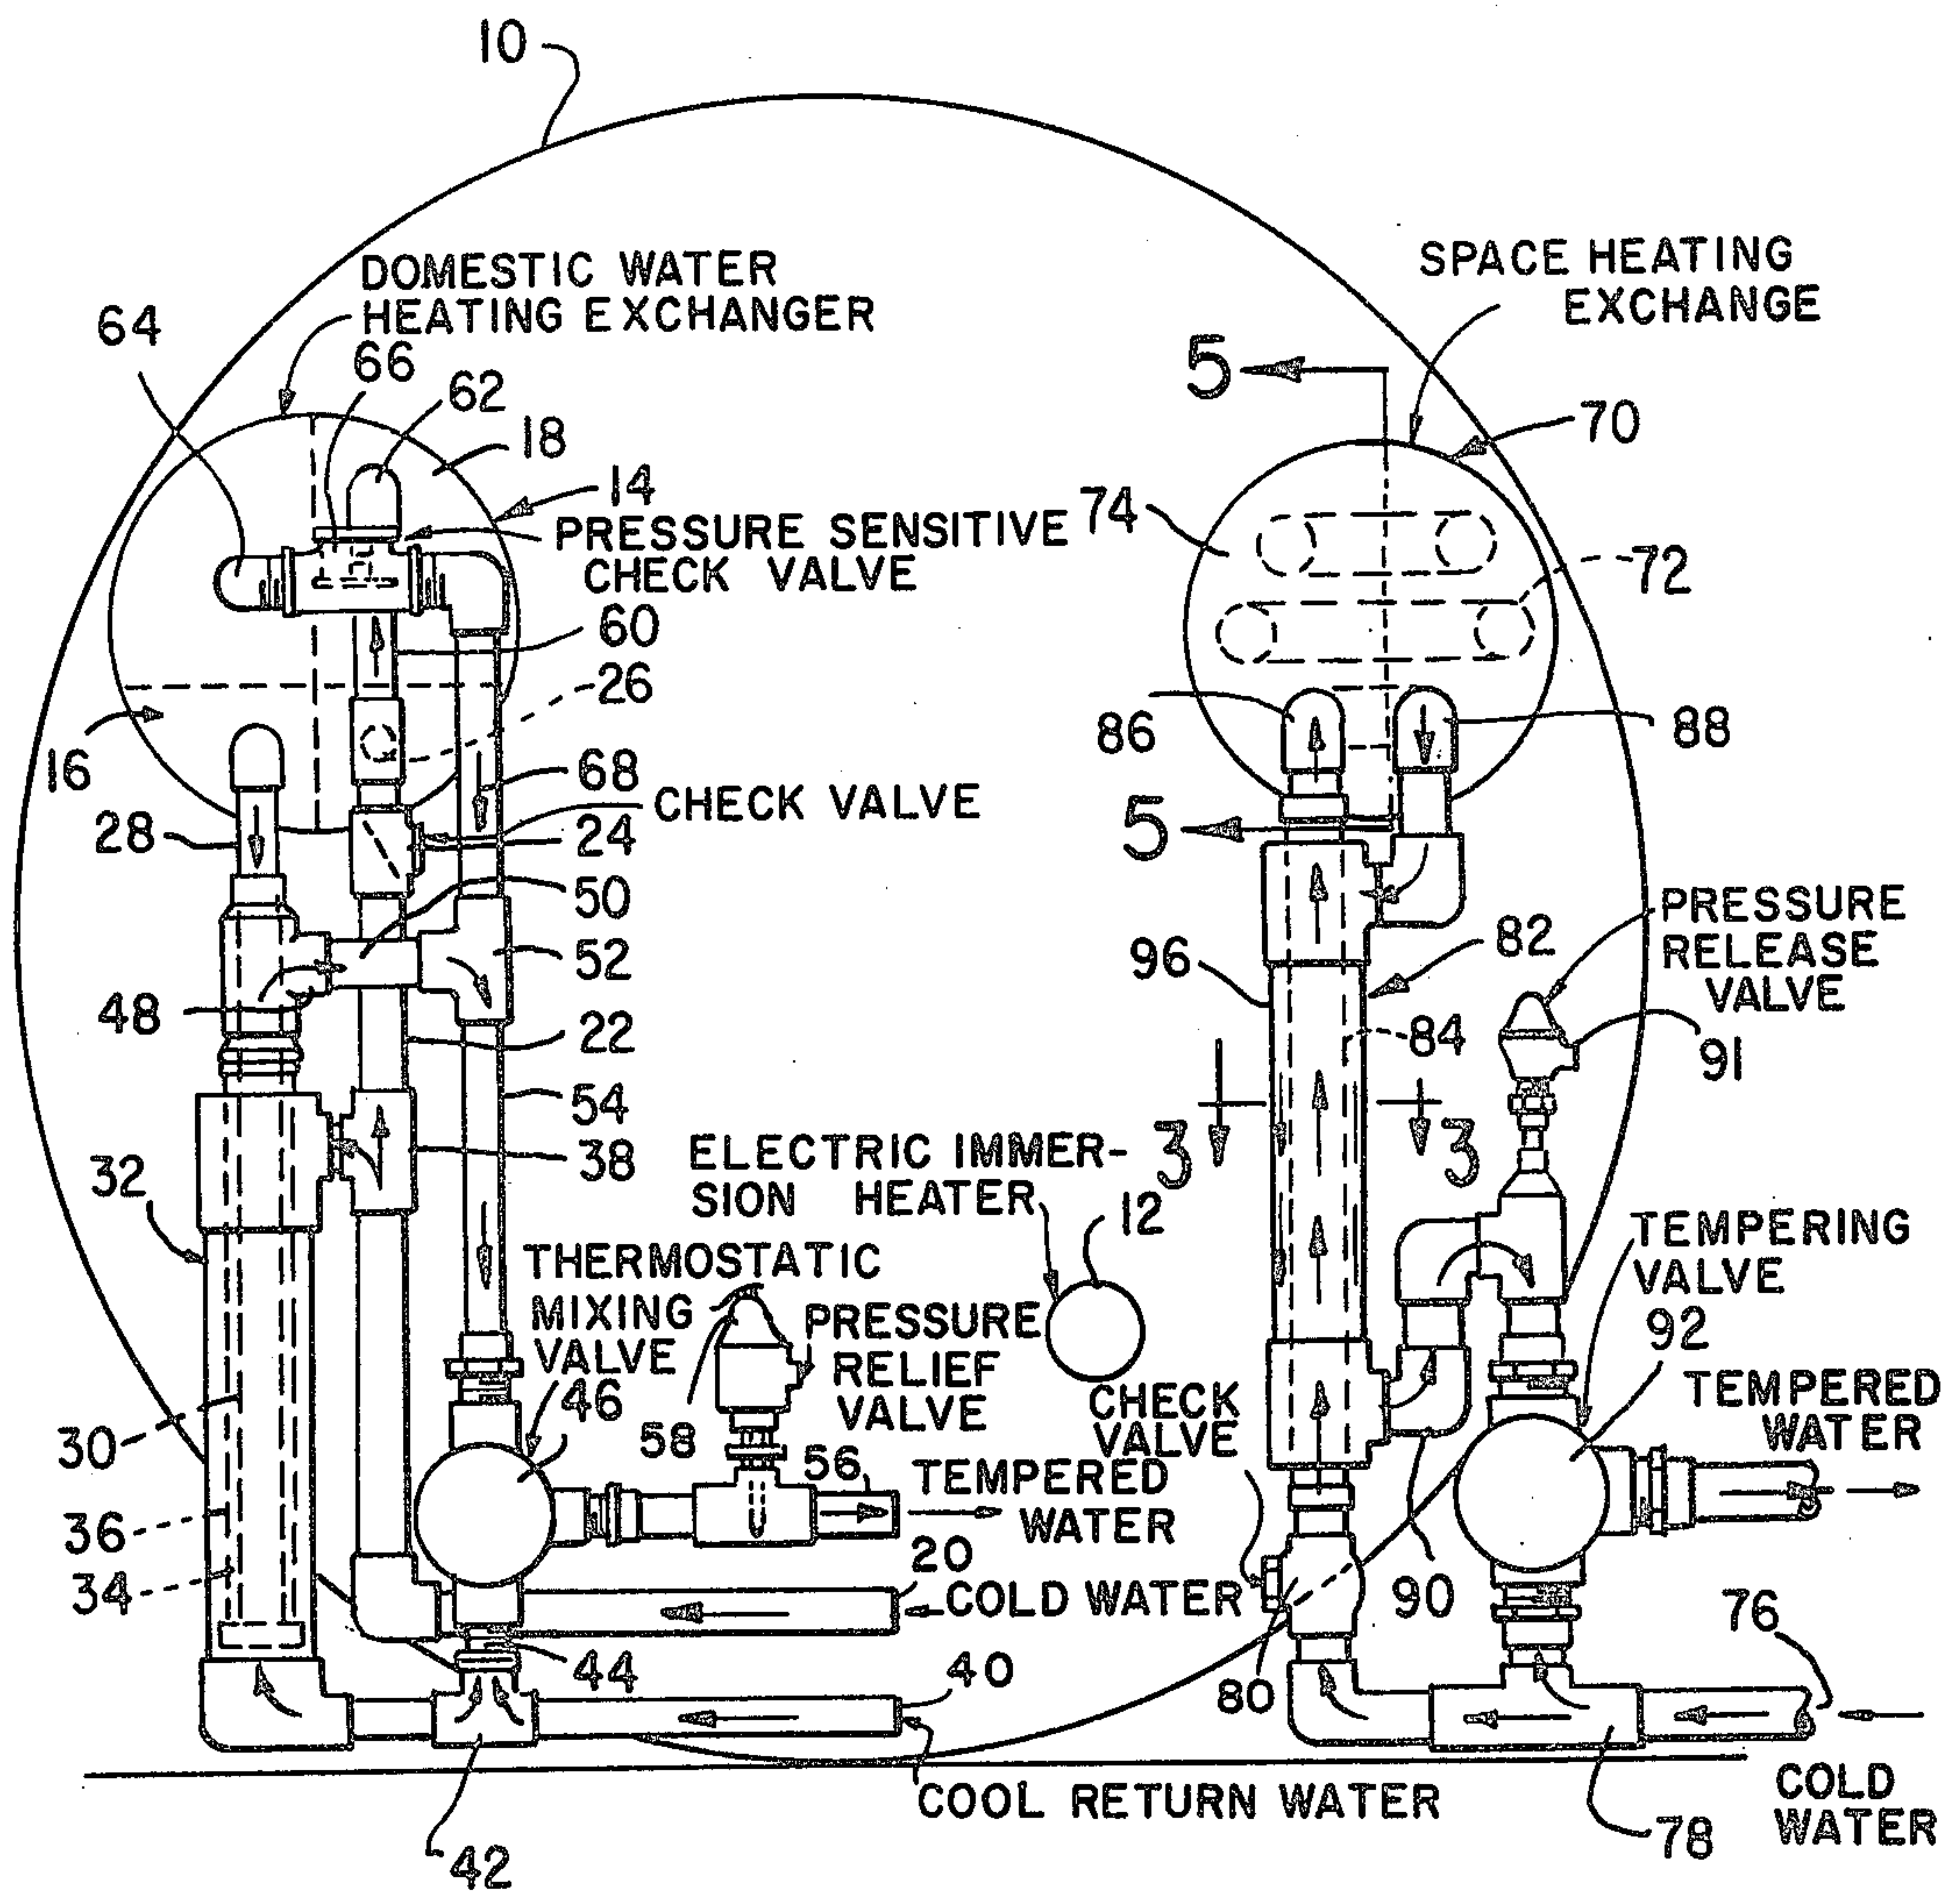 10
DOMESTIC WATER
HEATING EXCHANGER
SPACE HEATING
EXCHANGE
64
66
62
18
14
PRESSURE SENSITIVE
CHECK VALVE
5
70
74
72
60
26
16
68
CHECK VALVE
28
24
50
52
48
22
54
38
32
86
88
5
96
82
PRESSURE
RELEASE
VALVE
84
91
3
3
ELECTRIC IMMER-
SION HEATER
12
THERMOSTATIC
MIXING
VALVE
46
PRESSURE
RELIEF
VALVE
58
TEMPERING
VALVE
92
TEMPERED
WATER
CHECK
VALVE
30
36
34
56
TEMPERED
WATER
20
COLD WATER
44
40
80
90
76
COOL RETURN WATER
COLD
WATER
42
78